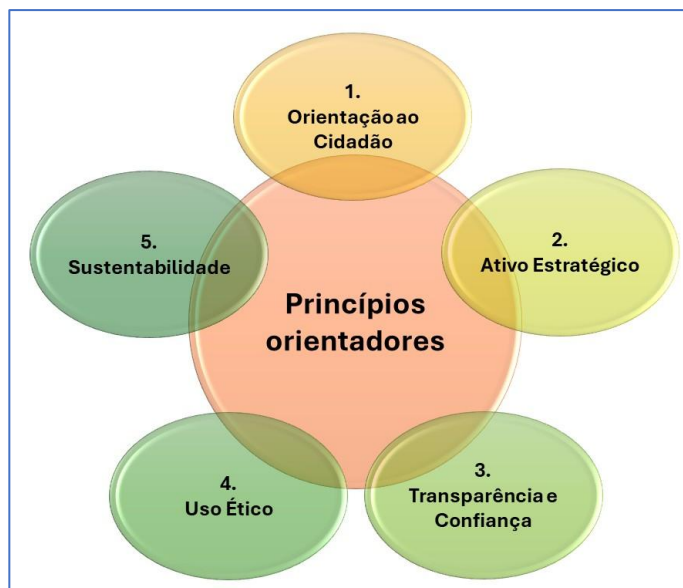 1.
Orientação ao
Cidadão
2.
Ativo Estratégico
3.
Transparência e
Confiança
4.
Uso Ético
5.
Sustentabilidade
Princípios
orientadores